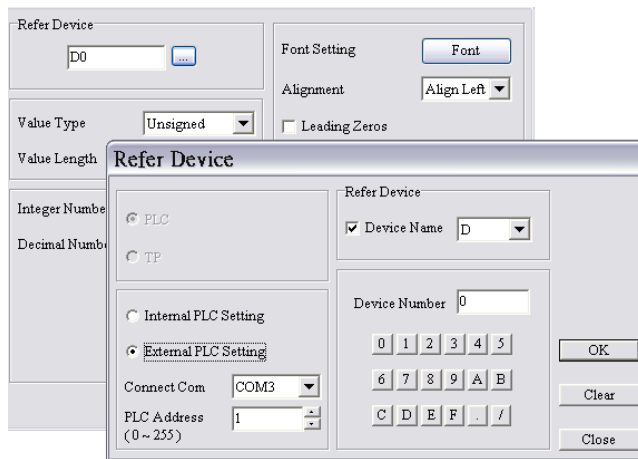 Refer Device
D0
...
Value Type
Unsigned
Value Length
Integer Numbe
Decimal Numbe
Font Setting
Font
Alignment
Align Left
Leading Zeros
Refer Device
PLC
TP
Internal PLC Setting
External PLC Setting
Connect Com
COM3
PLC Address
1
(0 ~ 255)
Refer Device
Device Name
D
Device Number
0
0 1 2 3 4 5
6 7 8 9 A B
C D E F . /
OK
Clear
Close